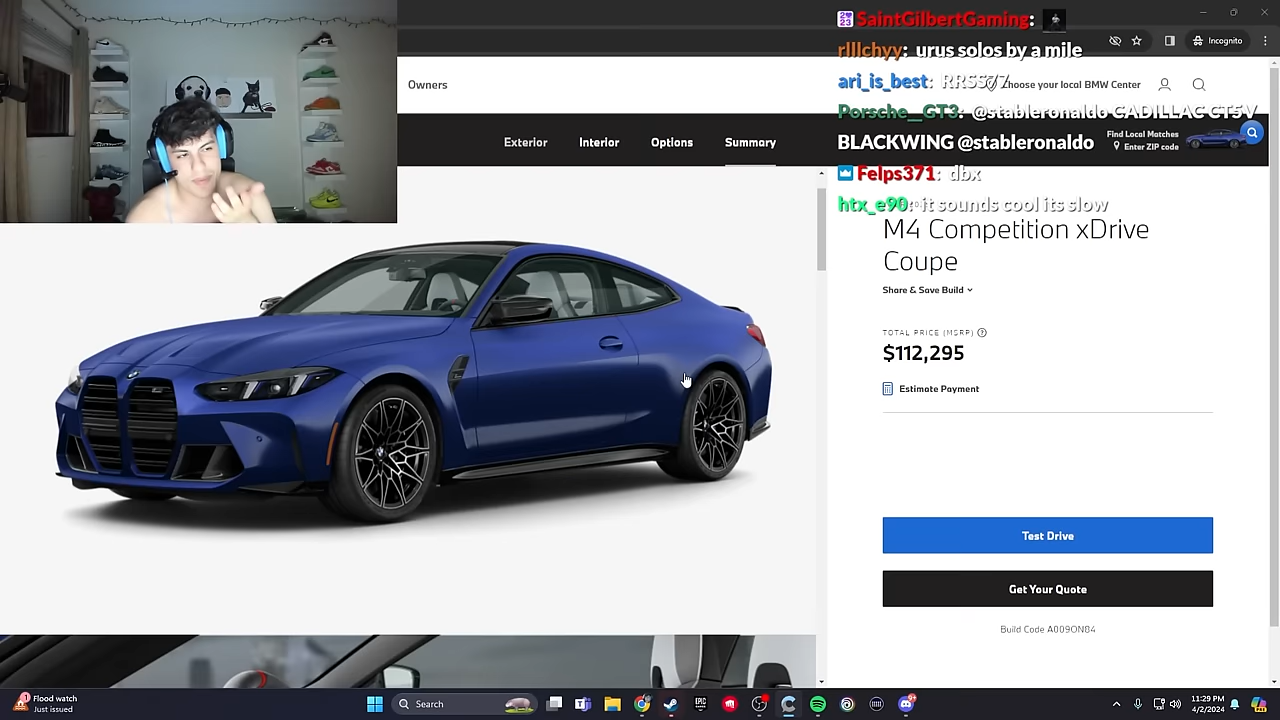 SaintGilbertGaming:
rlllchyy: urus solos by a mile
Incognito
Owners
ari_is_best: RRSS77
hoose your local BMW Center
Porsche__GT3: @stableronaldo CADILLAC CT5V
BLACKWING @stableronaldo
Exterior
Interior
Options
Summary
Find Local Matches
Enter ZIP code
Felps371: dbx
htx_e90: it sounds cool its slow
M4 Competition xDrive
Coupe
Share & Save Build
TOTAL PRICE (MSRP)
$112,295
Estimate Payment
Test Drive
Get Your Quote
Build Code A009ON84
Flood watch
Just issued
Search
11:29 PM
4/2/2024